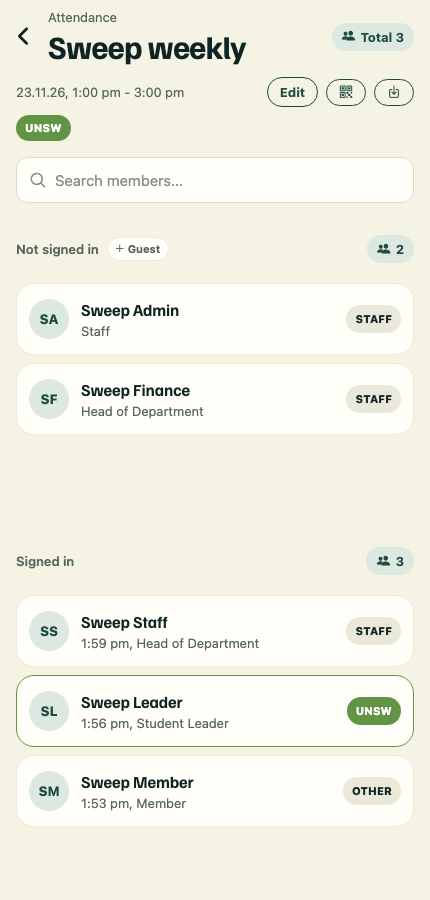 Attendance
Sweep weekly
Total 3
23.11.26, 1:00 pm - 3:00 pm
Edit
UNSW
Search members...
Not signed in
+ Guest
2
SA
Sweep Admin
Staff
STAFF
SF
Sweep Finance
Head of Department
STAFF
Signed in
3
SS
Sweep Staff
1:59 pm, Head of Department
STAFF
SL
Sweep Leader
1:56 pm, Student Leader
UNSW
SM
Sweep Member
1:53 pm, Member
OTHER